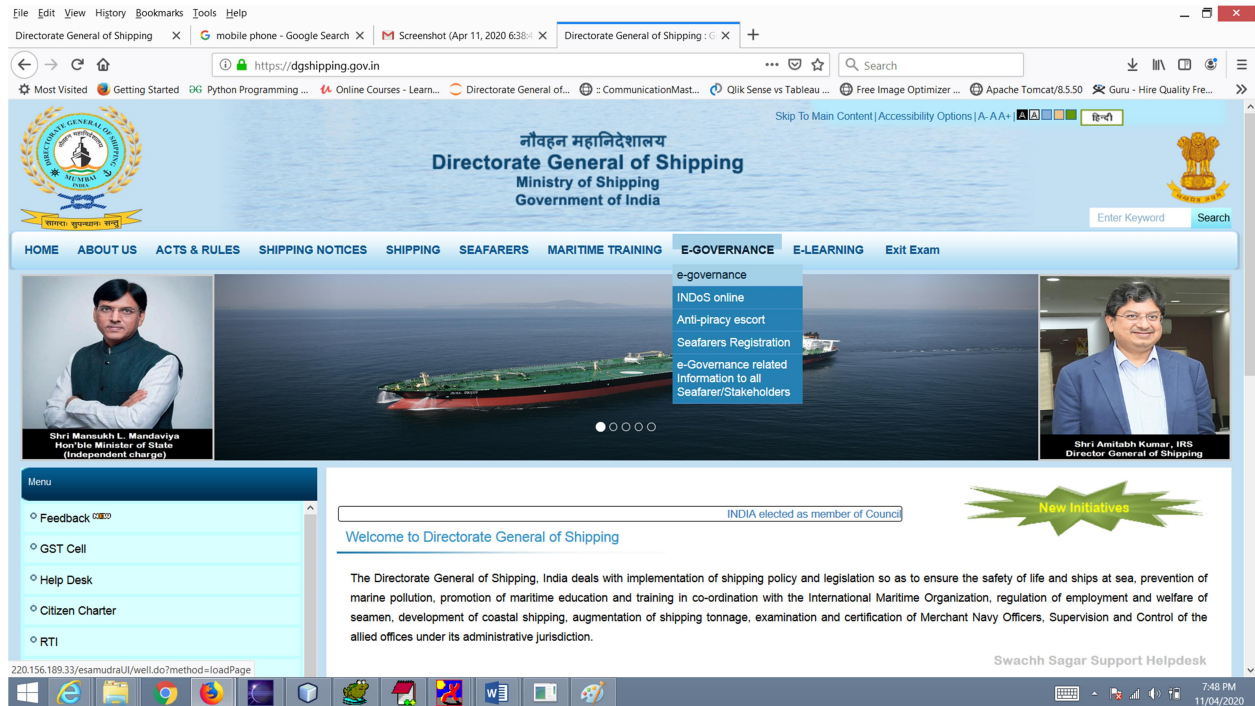 File Edit View History Bookmarks Tools Help
Directorate General of Shipping
mobile phone - Google Search
Screenshot (Apr 11, 2020 6:38:
Directorate General of Shipping : G
https://dgshipping.gov.in
Search
Most Visited Getting Started Python Programming ... Online Courses - Learn... Directorate General of... :: CommunicationMast... Qlik Sense vs Tableau ... Free Image Optimizer ... Apache Tomcat/8.5.50 Guru - Hire Quality Fre...
Skip To Main Content | Accessibility Options | A- A A+ | A A हिन्दी
DIRECTORATE GENERAL OF SHIPPING
MUMBAI
INDIA
सागराः सुपन्थानः सन्तु
नौवहन महानिदेशालय
Directorate General of Shipping
Ministry of Shipping
Government of India
Enter Keyword Search
HOME ABOUT US ACTS & RULES SHIPPING NOTICES SHIPPING SEAFARERS MARITIME TRAINING E-GOVERNANCE E-LEARNING Exit Exam
e-governance
INDoS online
Anti-piracy escort
Seafarers Registration
e-Governance related
Information to all
Seafarer/Stakeholders
Shri Mansukh L. Mandaviya
Hon'ble Minister of State
(Independent charge)
Shri Amitabh Kumar, IRS
Director General of Shipping
Menu
Feedback
GST Cell
Help Desk
Citizen Charter
RTI
INDIA elected as member of Council
New Initiatives
Welcome to Directorate General of Shipping
The Directorate General of Shipping, India deals with implementation of shipping policy and legislation so as to ensure the safety of life and ships at sea, prevention of
marine pollution, promotion of maritime education and training in co-ordination with the International Maritime Organization, regulation of employment and welfare of
seamen, development of coastal shipping, augmentation of shipping tonnage, examination and certification of Merchant Navy Officers, Supervision and Control of the
allied offices under its administrative jurisdiction.
Swachh Sagar Support Helpdesk
220.156.189.33/esamudraUI/well.do?method=loadPage
7:48 PM
11/04/2020